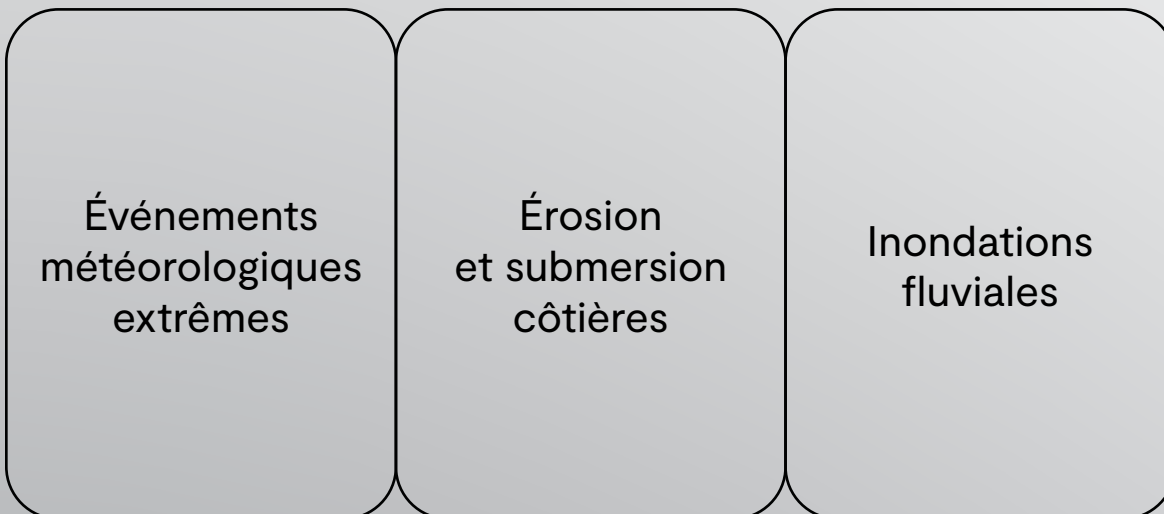 Événements
météorologiques
extrêmes
Érosion
et submersion
côtières
Inondations
fluviales